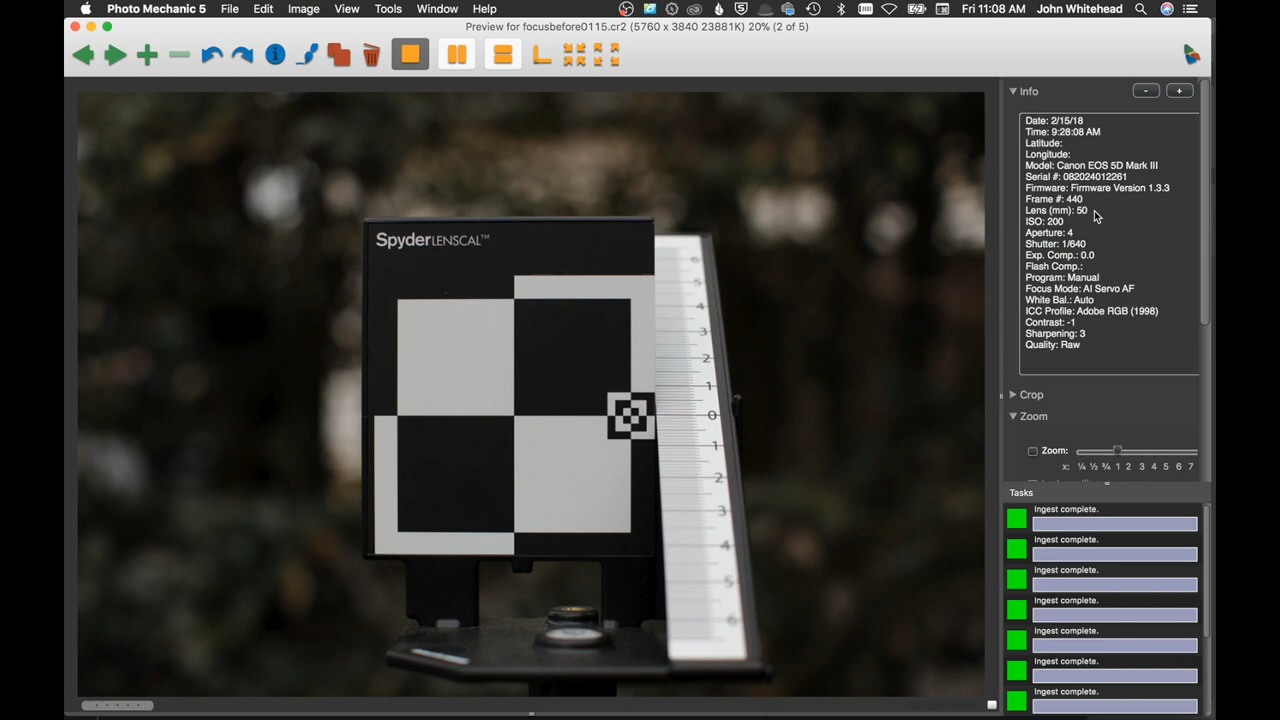 Photo Mechanic 5 File Edit Image View Tools Window Help Fri 11:08 AM John Whitehead
Preview for focusbefore0115.cr2 (5760 x 3840 23881K) 20% (2 of 5)
Info
- +
Date: 2/15/18
Time: 9:28:08 AM
Latitude:
Longitude:
Model: Canon EOS 5D Mark III
Serial #: 082024012261
Firmware: Firmware Version 1.3.3
Frame #: 440
Lens (mm): 50
ISO: 200
Aperture: 4
Shutter: 1/640
Exp. Comp.: 0.0
Flash Comp.:
Program: Manual
Focus Mode: AI Servo AF
White Bal.: Auto
ICC Profile: Adobe RGB (1998)
Contrast: -1
Sharpening: 3
Quality: Raw
SpyderLENSCAL™
6
5
4
3
2
1
0
1
2
3
4
5
6
Crop
Zoom
Zoom:
x: ¼ ½ ¾ 1 2 3 4 5 6 7
Tasks
Ingest complete.
Ingest complete.
Ingest complete.
Ingest complete.
Ingest complete.
Ingest complete.
Ingest complete.